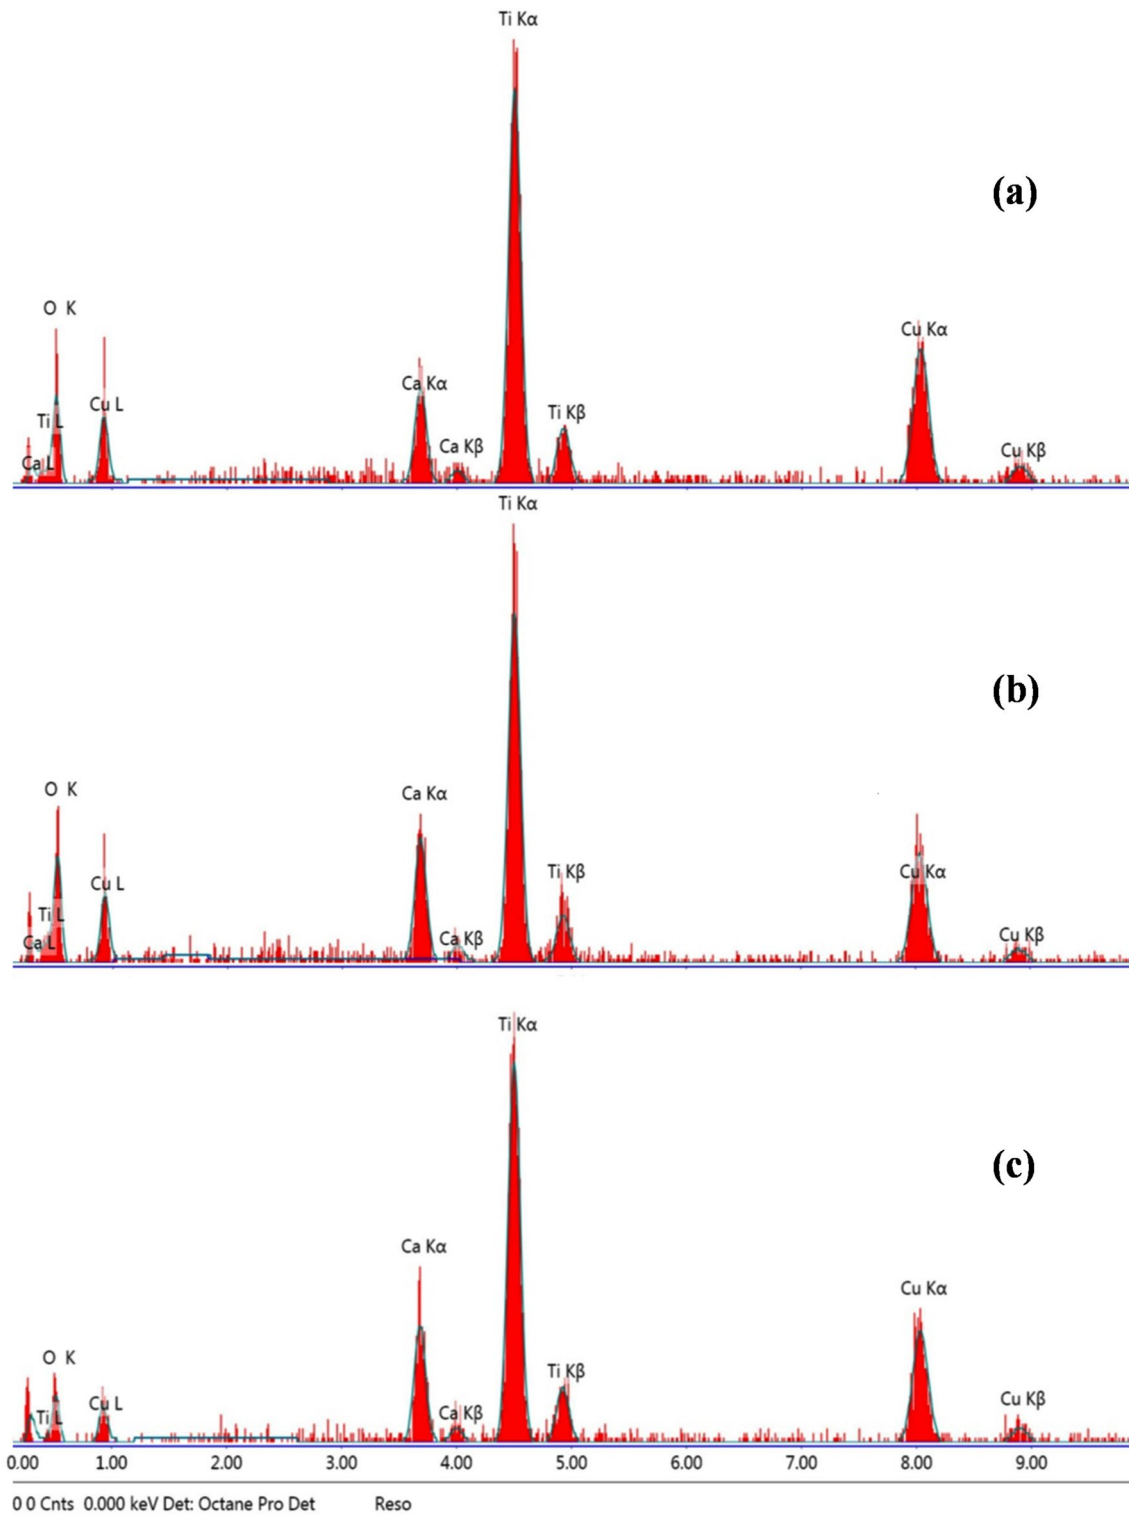 Ti Kα
(a)
O K
Cu Kα
Ca Kα
Cu L
Ti Kβ
Ti L
Ca Kβ
Cu Kβ
Ca L
Ti Kα
(b)
O K
Ca Kα
Ti Kβ
Cu Kα
Cu L
Ti L
Ca Kβ
Cu Kβ
Ca L
Ti Kα
(c)
Ca Kα
Cu Kα
O K
Ti Kβ
Cu L
Cu Kβ
Ti L
Ca Kβ
0.00 1.00 2.00 3.00 4.00 5.00 6.00 7.00 8.00 9.00
0 0 Cnts 0.000 keV Det: Octane Pro Det Reso